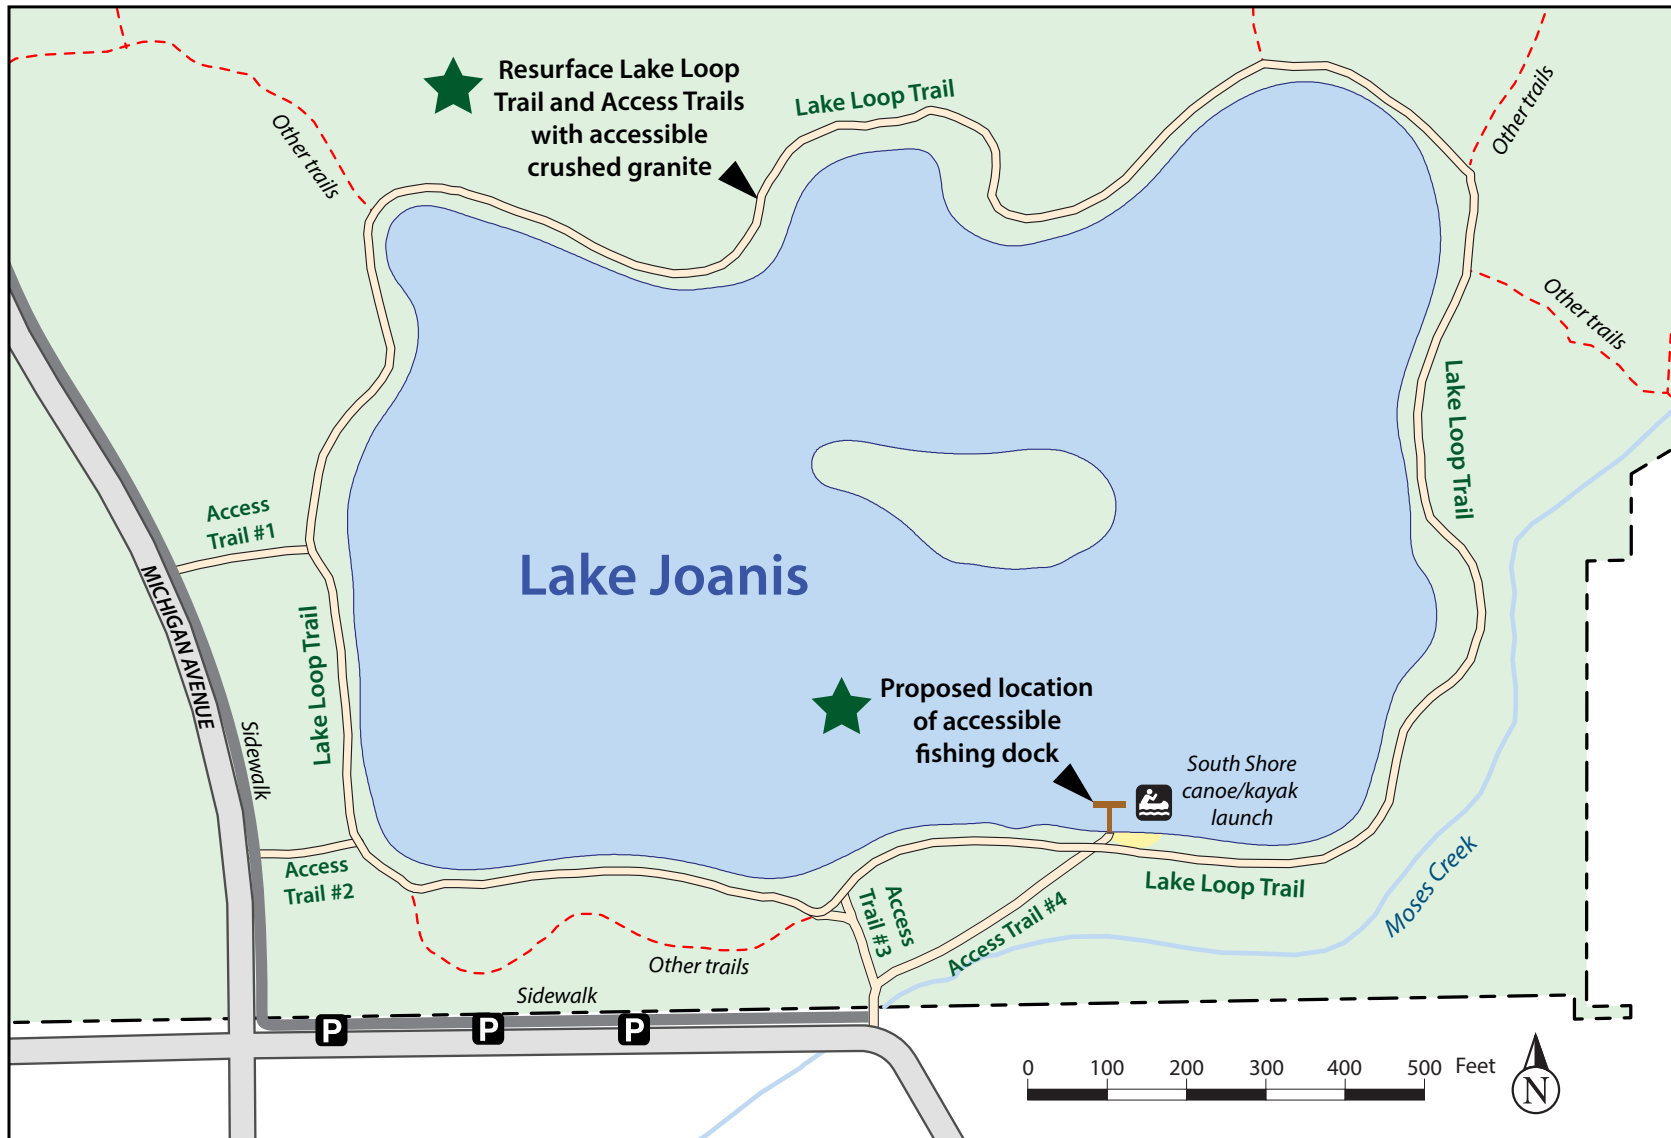 Resurface Lake Loop
Trail and Access Trails
with accessible
crushed granite
Lake Loop Trail
Other trails
Other trails
Other trails
Lake Loop Trail
Access
Trail #1
MICHIGAN AVENUE
Lake Joanis
Lake Loop Trail
Sidewalk
Proposed location
of accessible
fishing dock
South Shore
canoe/kayak
launch
Access
Trail #2
Access
Trail #3
Access Trail #4
Lake Loop Trail
Moses Creek
Other trails
Sidewalk
P
P
P
0 100 200 300 400 500 Feet
N